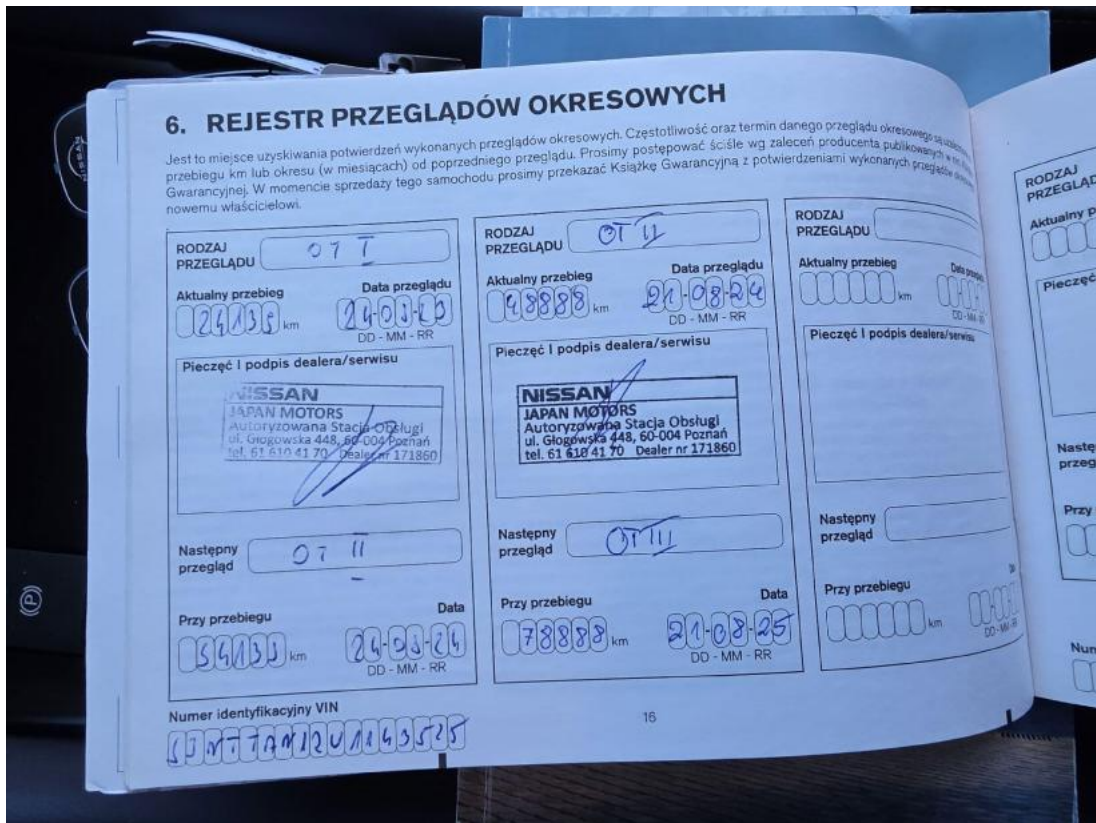 6. REJESTR PRZEGLĄDÓW OKRESOWYCH
Jest to miejsce uzyskiwania potwierdzeń wykonanych przeglądów okresowych. Częstotliwość oraz termin danego przeglądu okresowego są
przebiegu km lub okresu (w miesiącach) od poprzedniego przeglądu. Prosimy postępować ściśle wg zaleceń producenta publikowanych w
Gwarancyjnej. W momencie sprzedaży tego samochodu prosimy przekazać Książkę Gwarancyjną z potwierdzeniami wykonanych przeglądów
nowemu właścicielowi.
RODZAJ
PRZEGLĄDU
OT I
Aktualny przebieg
Data przeglądu
24135 km
DD - MM - RR
Pieczęć I podpis dealera/serwisu
NISSAN
JAPAN MOTORS
Autoryzowana Stacja Obsługi
ul. Głogowska 448, 60-004 Poznań
tel. 61 610 41 70 Dealer nr 171860
Następny
przegląd
OT II
Przy przebiegu
Data
km
DD - MM - RR
RODZAJ
PRZEGLĄDU
OT II
Aktualny przebieg
Data przeglądu
48888 km
21-08-24
DD - MM - RR
Pieczęć I podpis dealera/serwisu
NISSAN
JAPAN MOTORS
Autoryzowana Stacja Obsługi
ul. Głogowska 448, 60-004 Poznań
tel. 61 610 41 70 Dealer nr 171860
Następny
przegląd
OT III
Przy przebiegu
Data
78888 km
21-08-25
DD - MM - RR
RODZAJ
PRZEGLĄDU
Aktualny przebieg
Data
km
Pieczęć I podpis dealera/serwisu
Następny
przegląd
Przy przebiegu
km
Numer identyfikacyjny VIN
16
RODZAJ
Aktualny
Przy
(P)
NISSAN